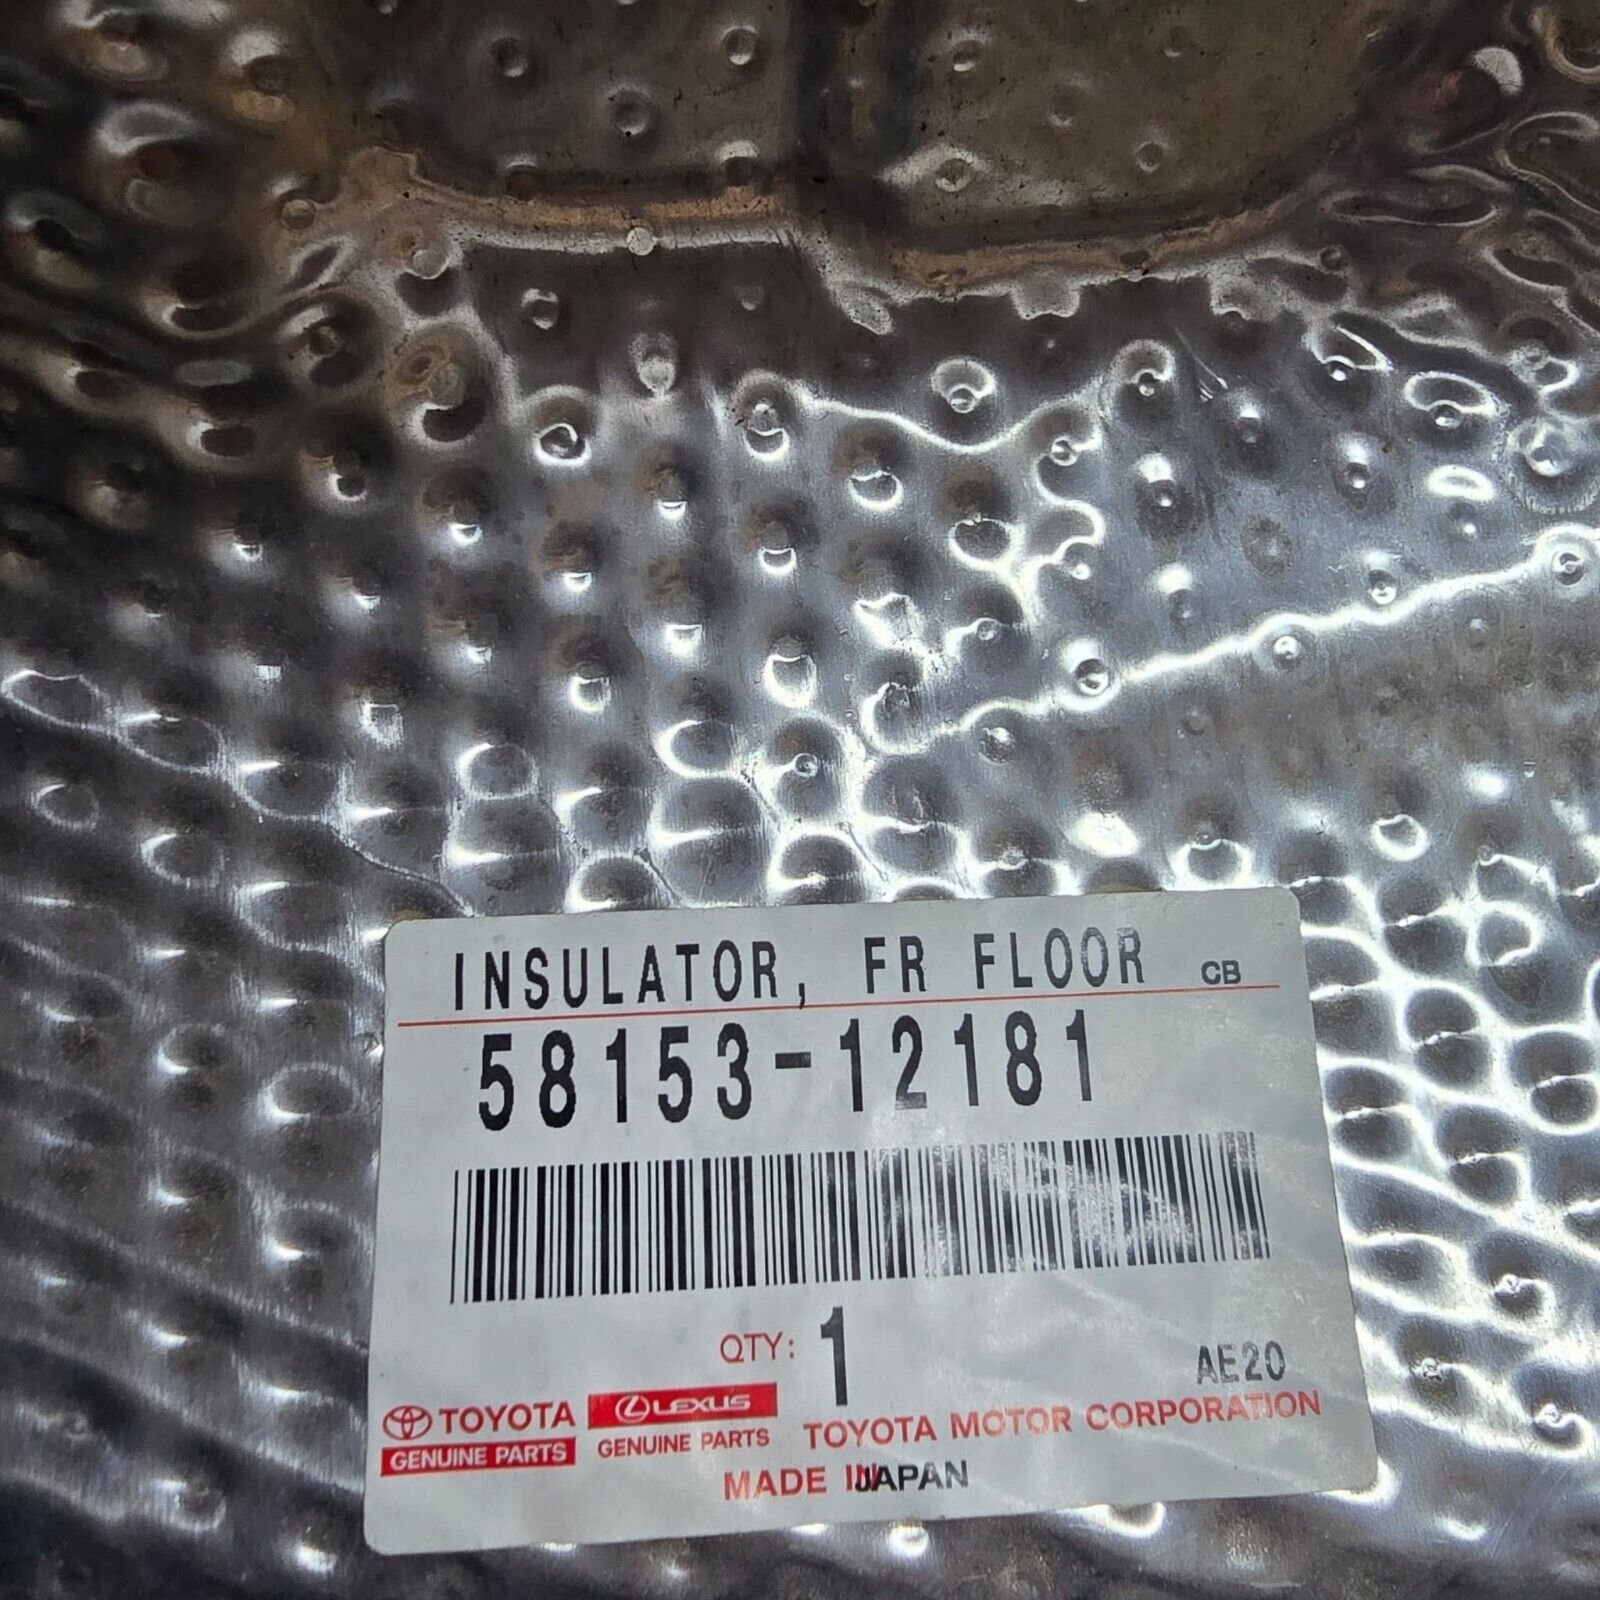 INSULATOR, FR FLOOR CB
58153-12181
QTY: 1
AE20
TOYOTA LEXUS
GENUINE PARTS GENUINE PARTS TOYOTA MOTOR CORPORATION
MADE IN JAPAN